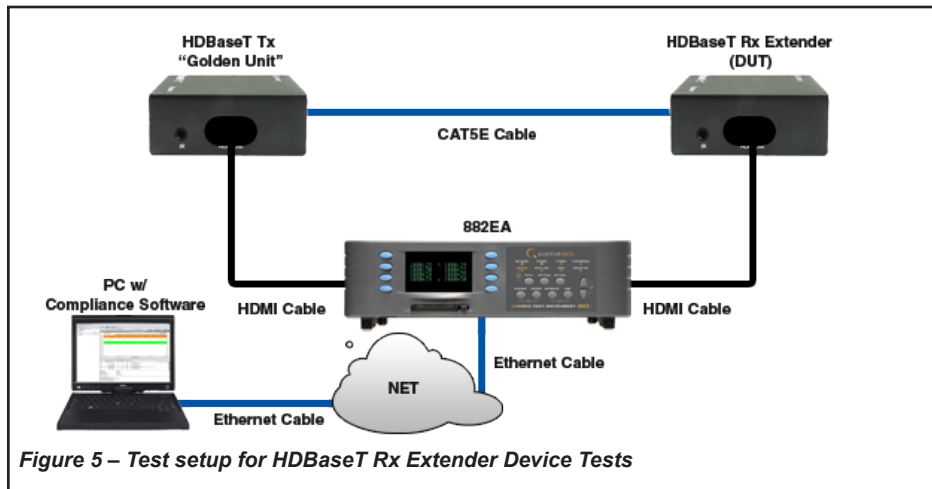 HDBaseT Tx
“Golden Unit”
HDBaseT Rx Extender
(DUT)
CAT5E Cable
882EA
PC w/
Compliance Software
HDMI Cable
HDMI Cable
Ethernet Cable
NET
Ethernet Cable
Figure 5 – Test setup for HDBaseT Rx Extender Device Tests